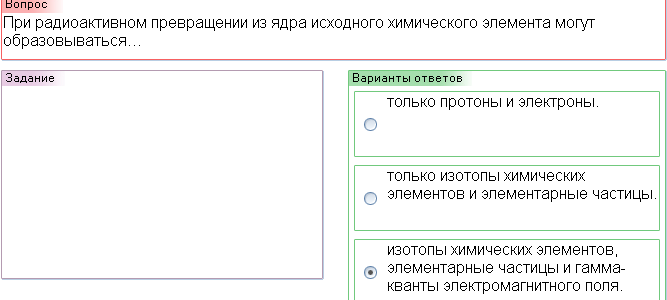 Вопрос
При радиоактивном превращении из ядра исходного химического элемента могут
образовываться...
Задание
Варианты ответов
только протоны и электроны.
только изотопы химических
элементов и элементарные частицы.
изотопы химических элементов,
элементарные частицы и гамма-
кванты электромагнитного поля.